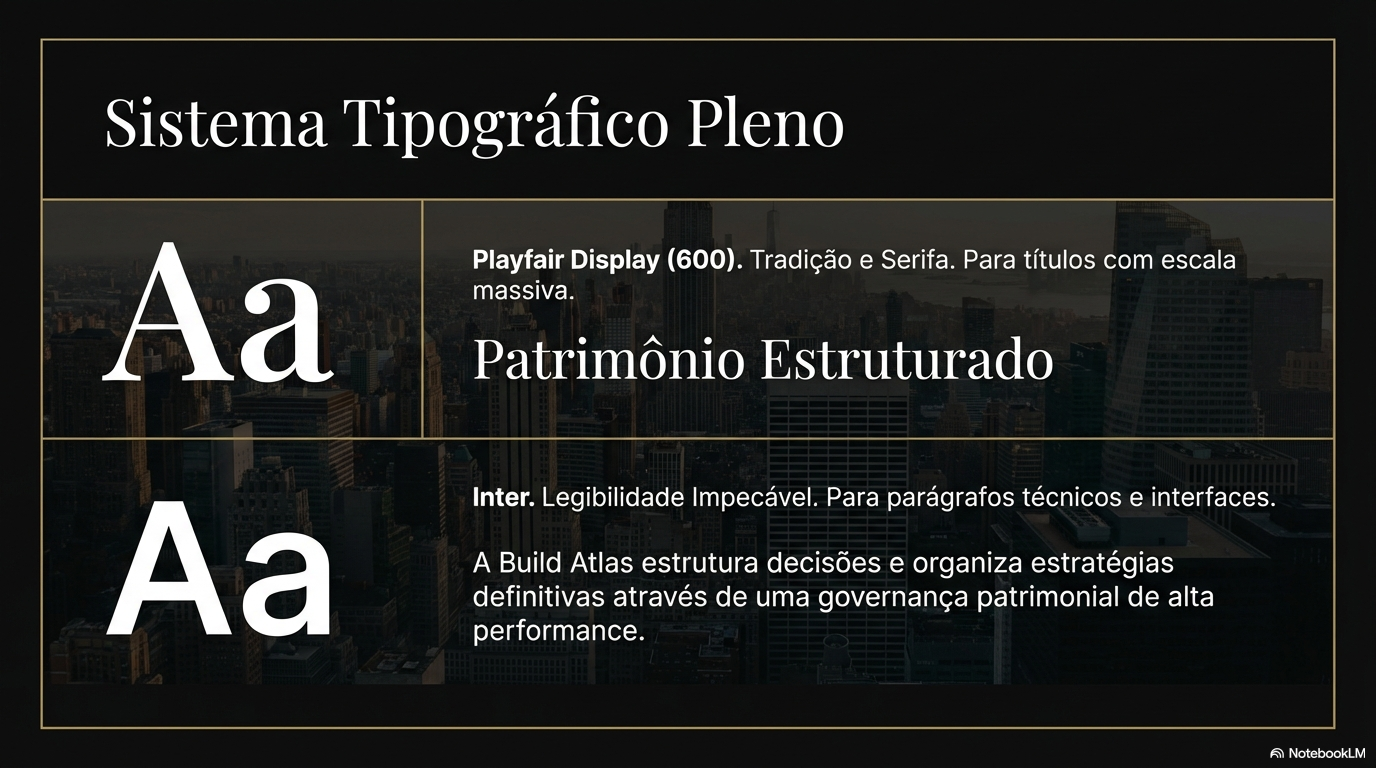 Sistema Tipográfico Pleno
Aa
Playfair Display (600). Tradição e Serifa. Para títulos com escala
massiva.
Patrimônio Estruturado
Aa
Inter. Legibilidade Impecável. Para parágrafos técnicos e interfaces.
A Build Atlas estrutura decisões e organiza estratégias
definitivas através de uma governança patrimonial de alta
performance.
NotebookLM